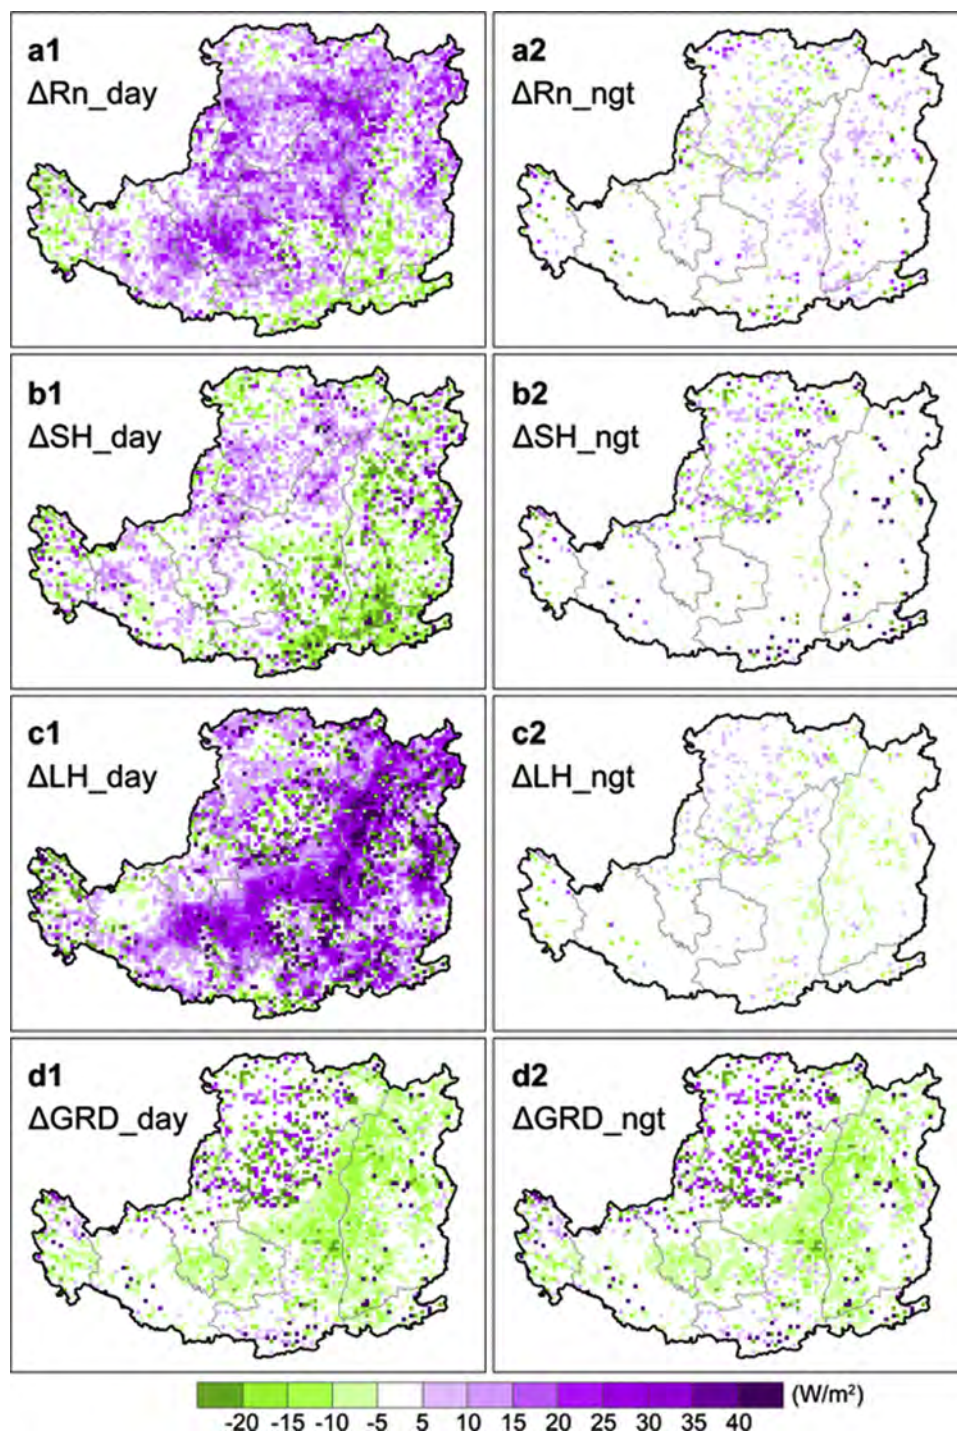 a1
ΔRn_day
a2
ΔRn_ngt
b1
ΔSH_day
b2
ΔSH_ngt
c1
ΔLH_day
c2
ΔLH_ngt
d1
ΔGRD_day
d2
ΔGRD_ngt
(W/m²)
-20 -15 -10 -5 5 10 15 20 25 30 35 40